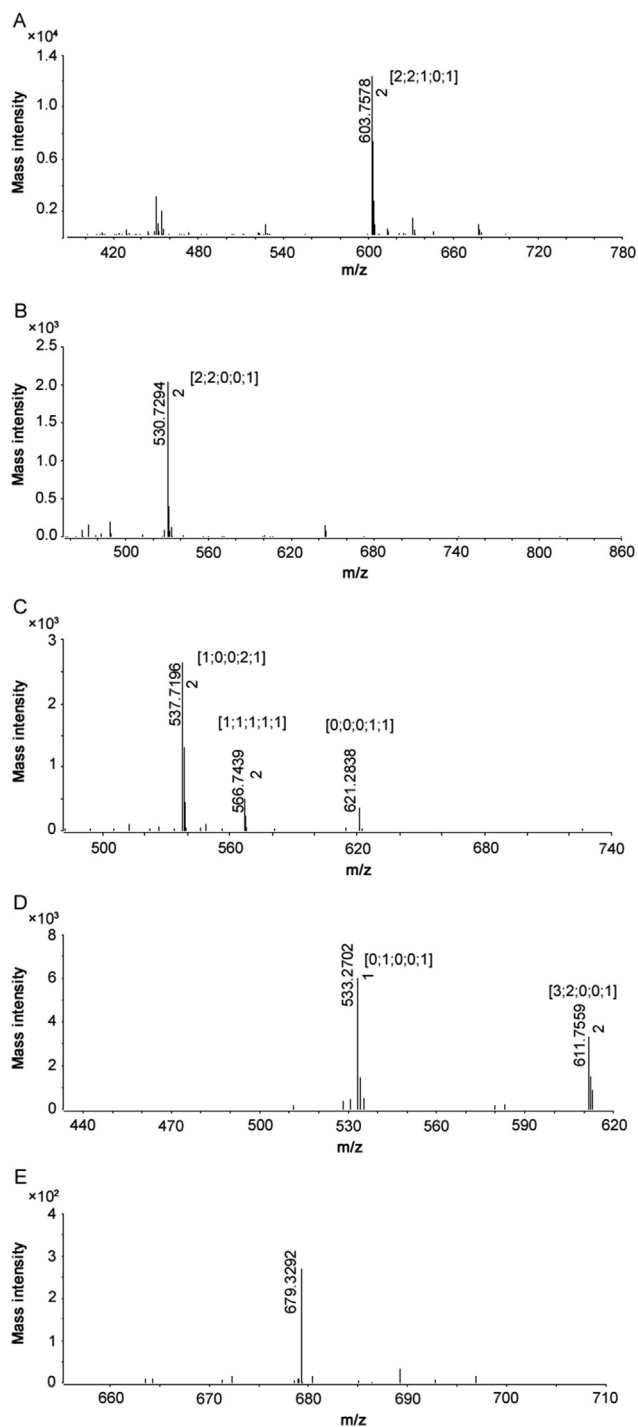 A
×10⁴
Mass intensity
1.4
1.0
0.6
0.2
603.7578
2
[2;2;1;0;1]
420 480 540 600 660 720 780
m/z
B
×10³
Mass intensity
2.5
2.0
1.5
1.0
0.5
0.0
530.7294
2
[2;2;0;0;1]
500 560 620 680 740 800 860
m/z
C
×10³
Mass intensity
3
2
1
0
537.7196
2
[1;0;0;2;1]
566.7439
2
[1;1;1;1;1]
621.2838
[0;0;0;1;1]
500 560 620 680 740
m/z
D
×10³
Mass intensity
8
6
4
2
0
533.2702
1
[0;1;0;0;1]
611.7559
2
[3;2;0;0;1]
440 470 500 530 560 590 620
m/z
E
×10²
Mass intensity
4
3
2
1
0
679.3292
660 670 680 690 700 710
m/z